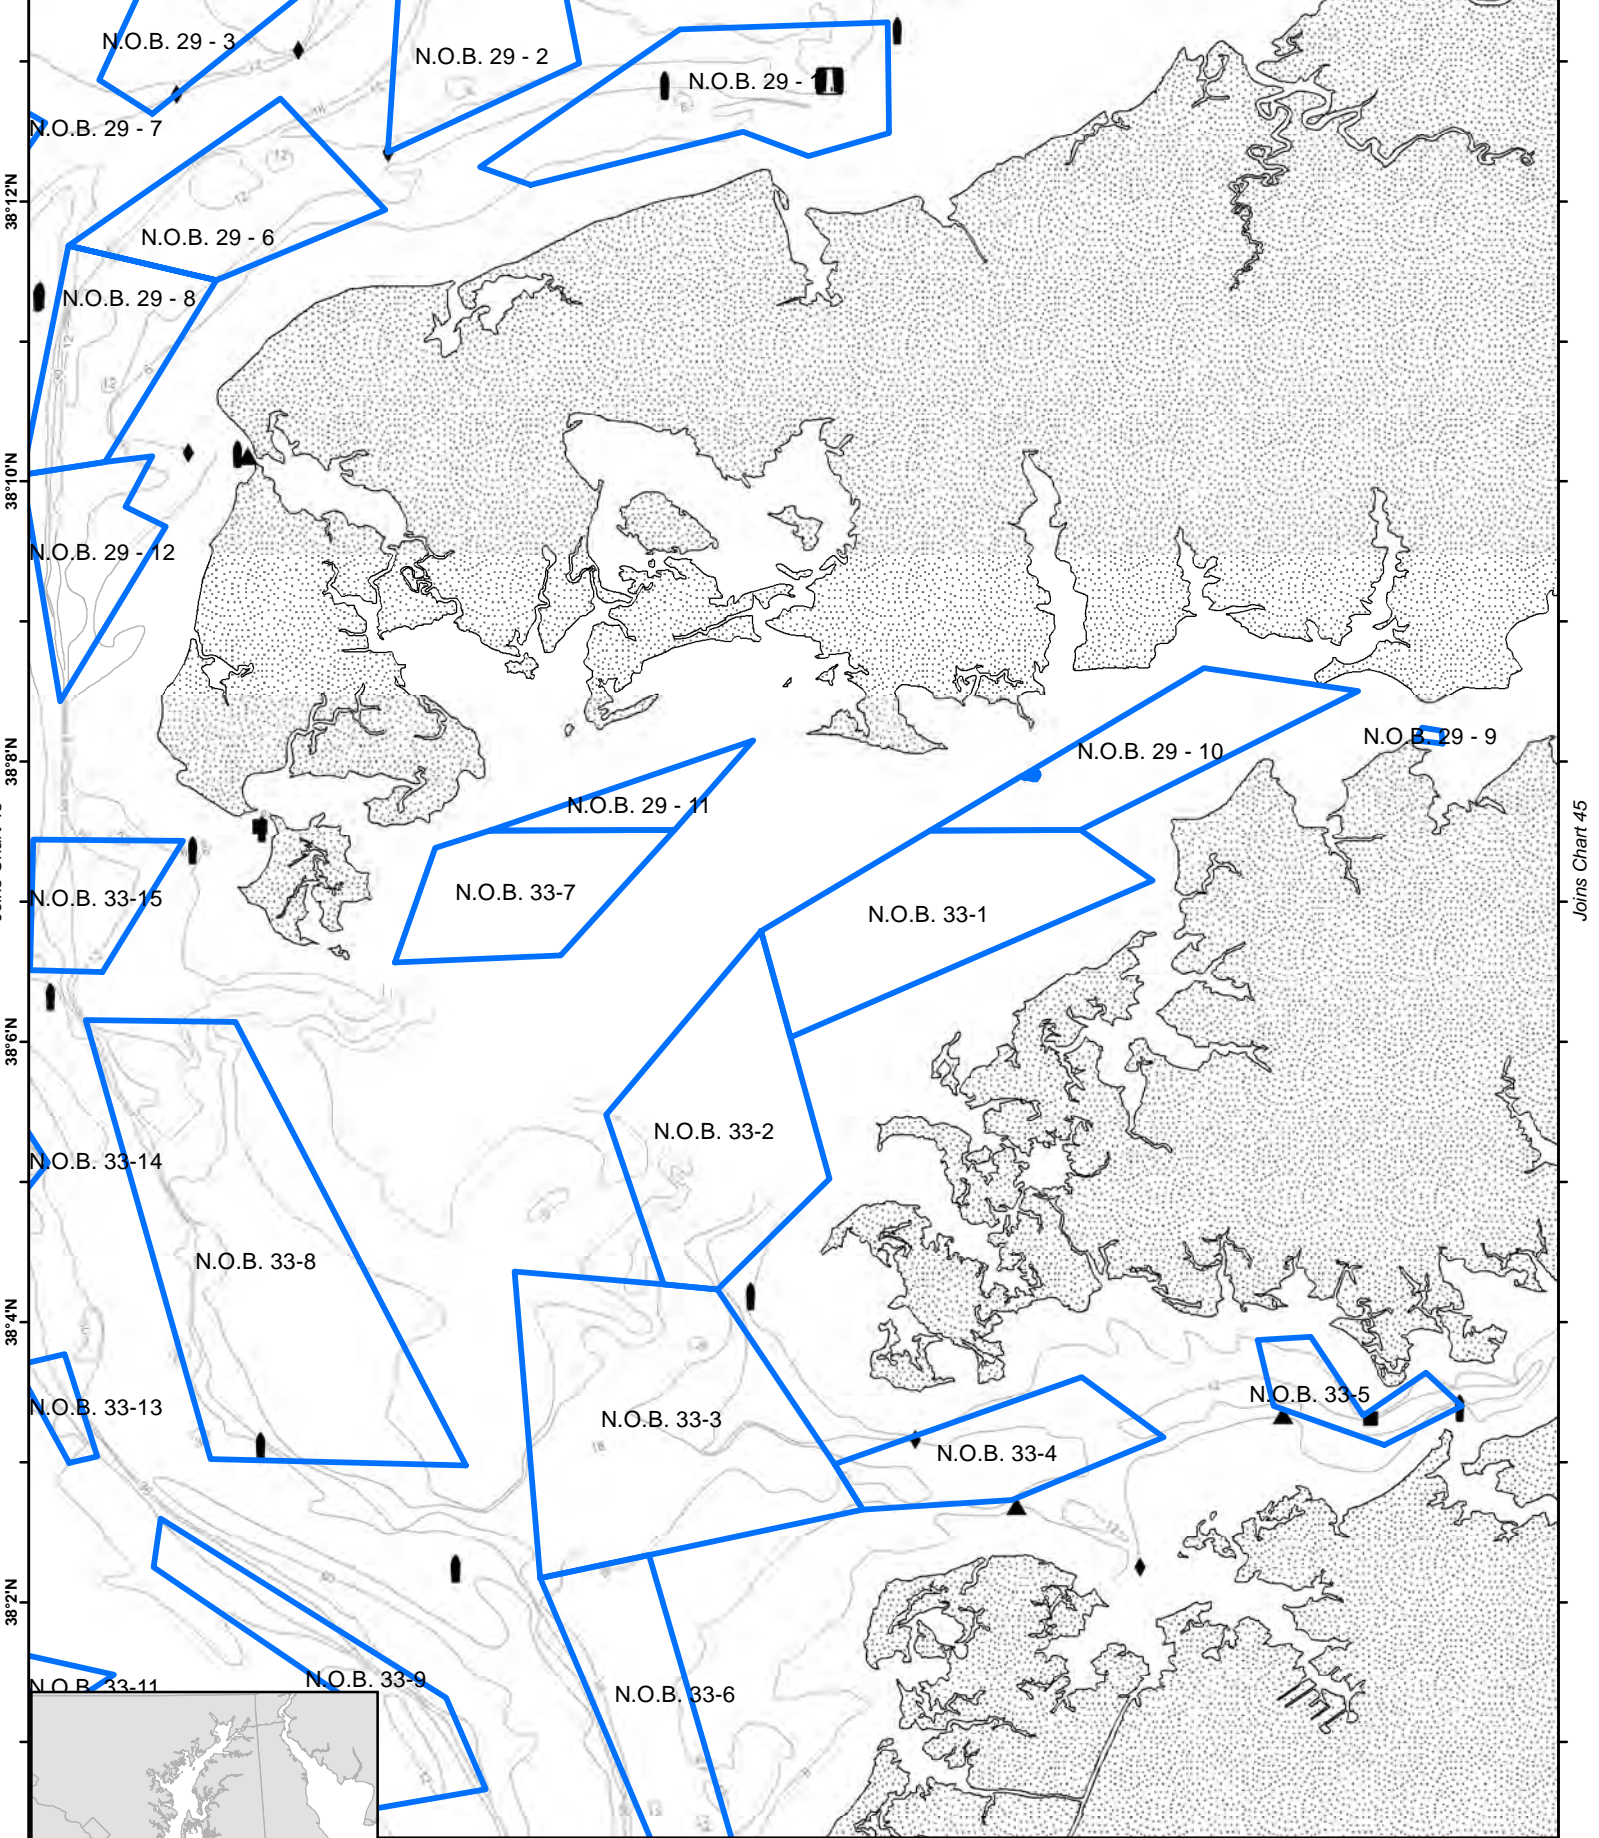 N.O.B. 29 - 3
N.O.B. 29 - 2
N.O.B. 29 - 1
N.O.B. 29 - 7
38°12'N
N.O.B. 29 - 6
N.O.B. 29 - 8
38°10'N
N.O.B. 29 - 12
38°8'N
N.O.B. 29 - 9
N.O.B. 29 - 10
N.O.B. 29 - 11
Joins Chart 45
N.O.B. 33-15
N.O.B. 33-7
N.O.B. 33-1
38°6'N
N.O.B. 33-2
N.O.B. 33-14
N.O.B. 33-8
38°4'N
N.O.B. 33-5
N.O.B. 33-13
N.O.B. 33-3
N.O.B. 33-4
38°2'N
N.O.B. 33-11
N.O.B. 33-9
N.O.B. 33-6